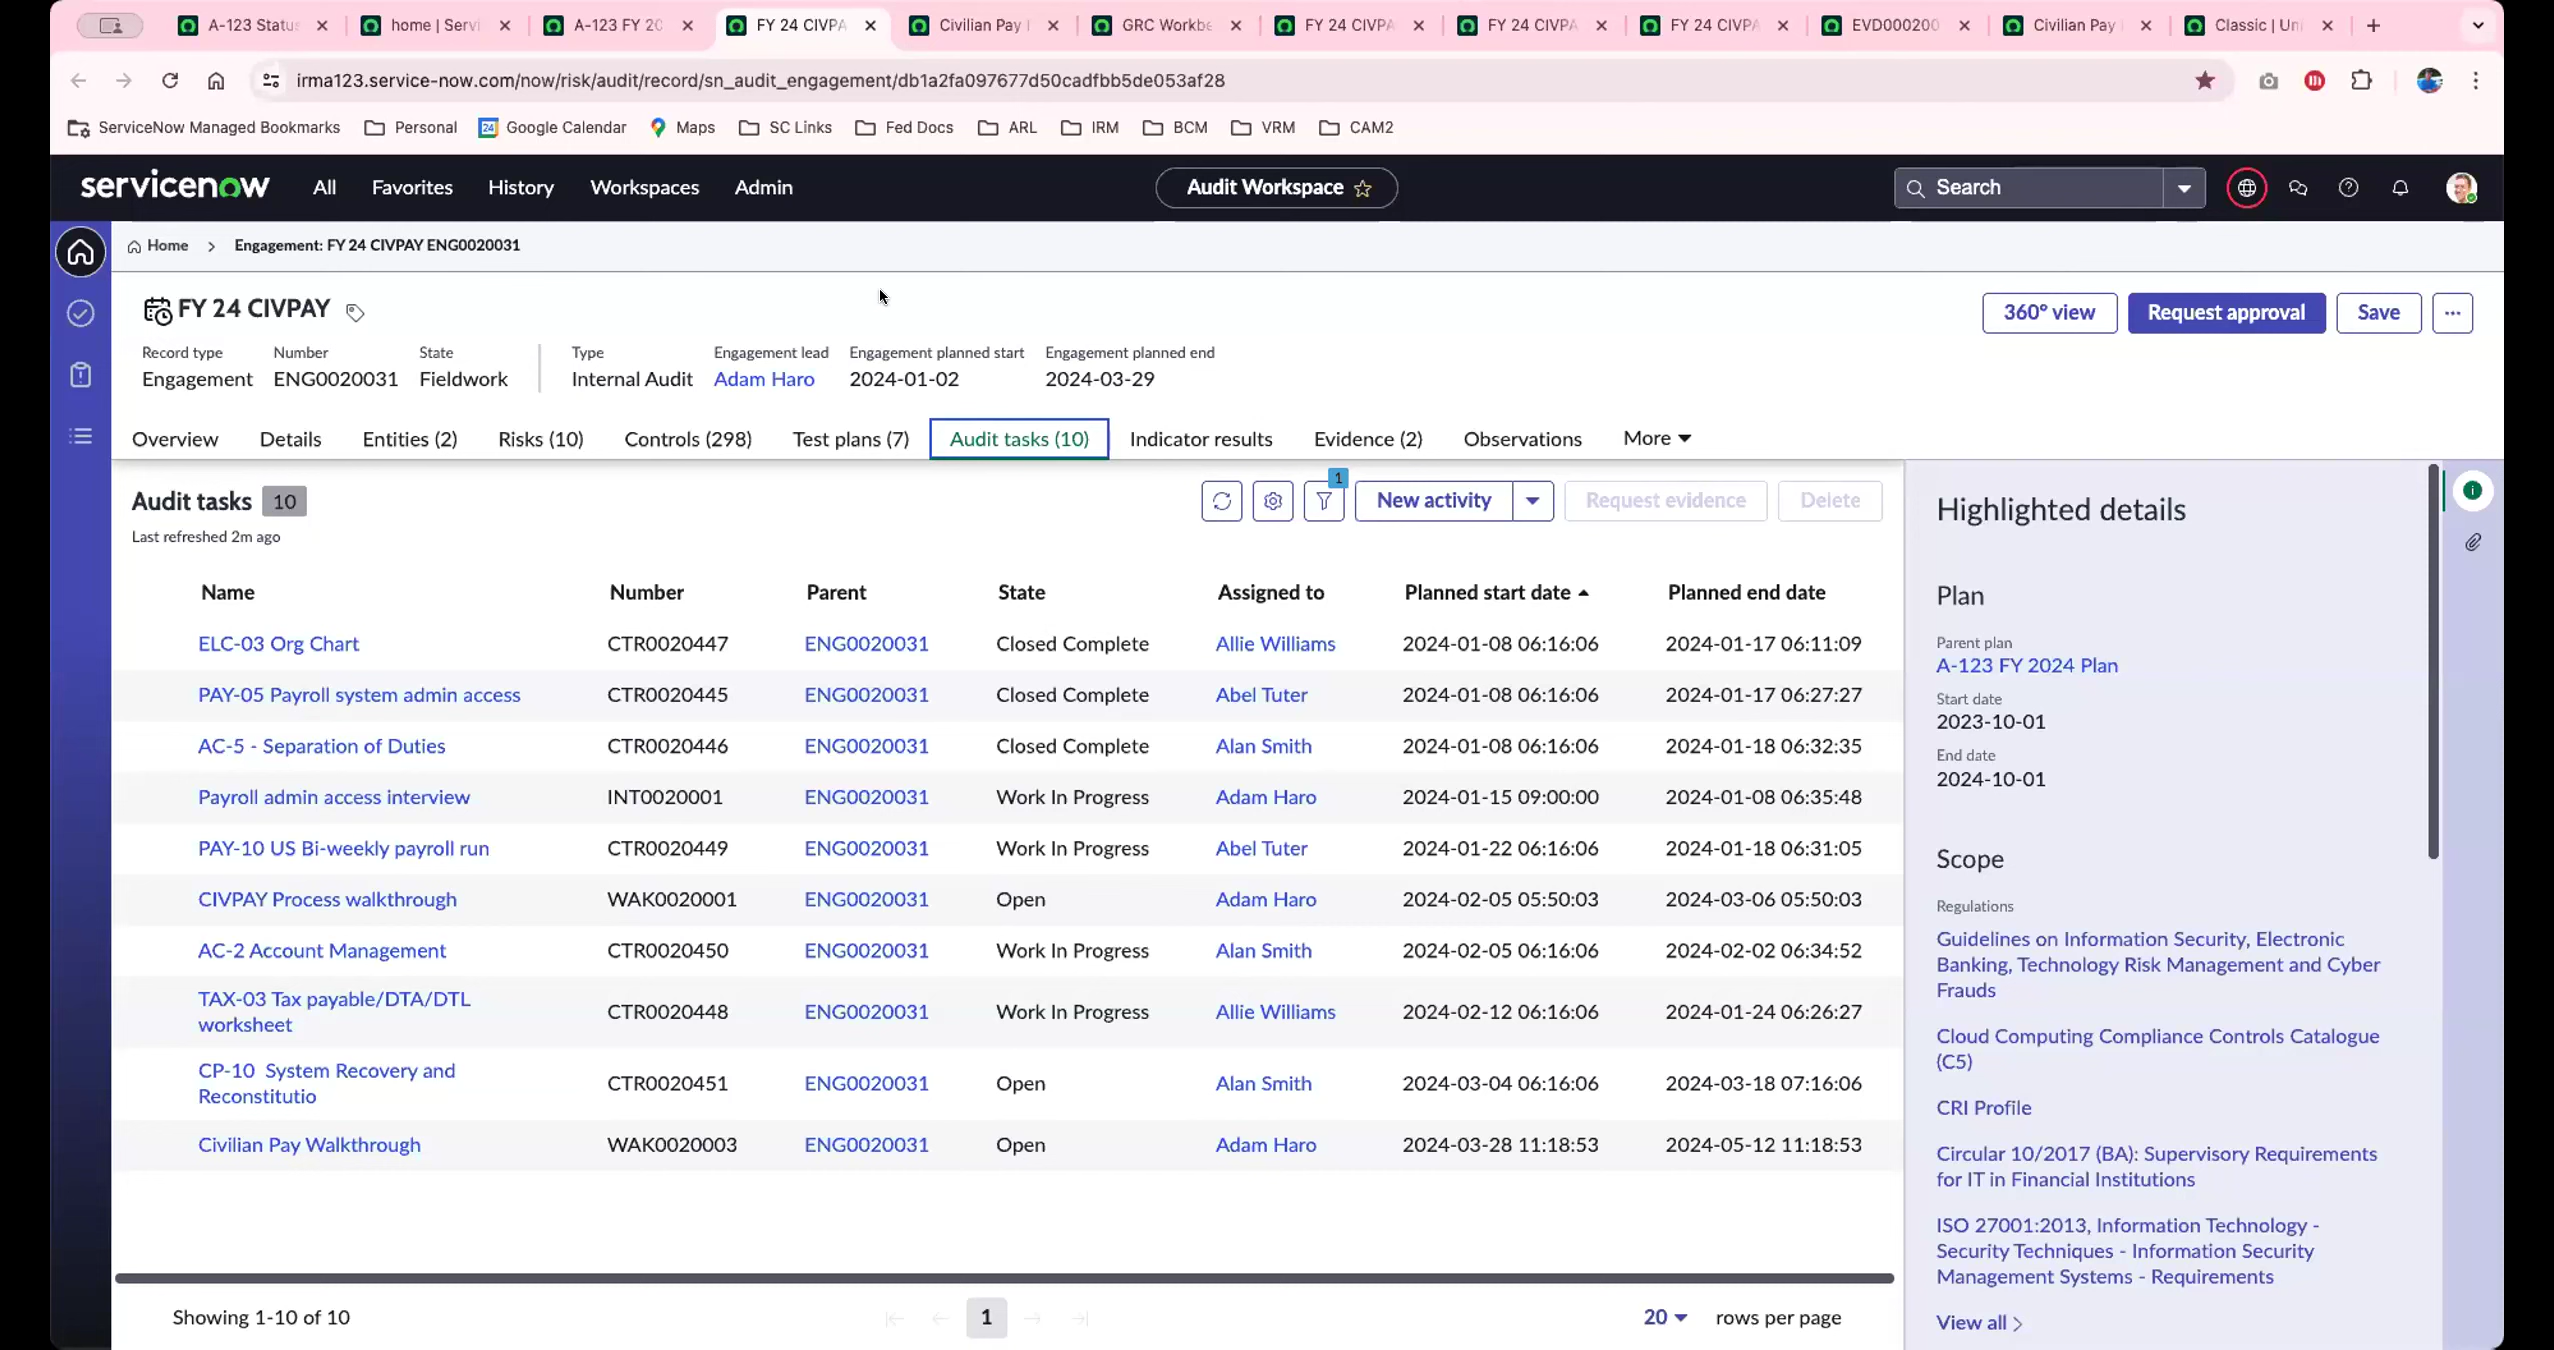 A-123 Statu
home | Servi
A-123 FY 20
FY 24 CIVPA
Civilian Pay
GRC Workbe
FY 24 CIVPA
FY 24 CIVPA
FY 24 CIVPA
EVD000200
Civilian Pay
Classic | Un
irma123.service-now.com/now/risk/audit/record/sn_audit_engagement/db1a2fa097677d50cadfbb5de053af28
ServiceNow Managed Bookmarks
Personal
24 Google Calendar
Maps
SC Links
Fed Docs
ARL
IRM
BCM
VRM
CAM2
servicenow
All
Favorites
History
Workspaces
Admin
Audit Workspace
Search
Home
Engagement: FY 24 CIVPAY ENG0020031
FY 24 CIVPAY
360° view
Request approval
Save
Record type Number State Type Engagement lead Engagement planned start Engagement planned end
Engagement ENG0020031 Fieldwork Internal Audit Adam Haro 2024-01-02 2024-03-29
Overview Details Entities (2) Risks (10) Controls (298) Test plans (7) Audit tasks (10) Indicator results Evidence (2) Observations More
Audit tasks 10
Last refreshed 2m ago
1
New activity
Request evidence
Delete
Name Number Parent State Assigned to Planned start date Planned end date
ELC-03 Org Chart CTR0020447 ENG0020031 Closed Complete Allie Williams 2024-01-08 06:16:06 2024-01-17 06:11:09
PAY-05 Payroll system admin access CTR0020445 ENG0020031 Closed Complete Abel Tuter 2024-01-08 06:16:06 2024-01-17 06:27:27
AC-5 - Separation of Duties CTR0020446 ENG0020031 Closed Complete Alan Smith 2024-01-08 06:16:06 2024-01-18 06:32:35
Payroll admin access interview INT0020001 ENG0020031 Work In Progress Adam Haro 2024-01-15 09:00:00 2024-01-08 06:35:48
PAY-10 US Bi-weekly payroll run CTR0020449 ENG0020031 Work In Progress Abel Tuter 2024-01-22 06:16:06 2024-01-18 06:31:05
CIVPAY Process walkthrough WAK0020001 ENG0020031 Open Adam Haro 2024-02-05 05:50:03 2024-03-06 05:50:03
AC-2 Account Management CTR0020450 ENG0020031 Work In Progress Alan Smith 2024-02-05 06:16:06 2024-02-02 06:34:52
TAX-03 Tax payable/DTA/DTL
worksheet CTR0020448 ENG0020031 Work In Progress Allie Williams 2024-02-12 06:16:06 2024-01-24 06:26:27
CP-10 System Recovery and
Reconstitutio CTR0020451 ENG0020031 Open Alan Smith 2024-03-04 06:16:06 2024-03-18 07:16:06
Civilian Pay Walkthrough WAK0020003 ENG0020031 Open Adam Haro 2024-03-28 11:18:53 2024-05-12 11:18:53
Showing 1-10 of 10
1
20 rows per page
Highlighted details
Plan
Parent plan
A-123 FY 2024 Plan
Start date
2023-10-01
End date
2024-10-01
Scope
Regulations
Guidelines on Information Security, Electronic
Banking, Technology Risk Management and Cyber
Frauds
Cloud Computing Compliance Controls Catalogue
(C5)
CRI Profile
Circular 10/2017 (BA): Supervisory Requirements
for IT in Financial Institutions
ISO 27001:2013, Information Technology -
Security Techniques - Information Security
Management Systems - Requirements
View all